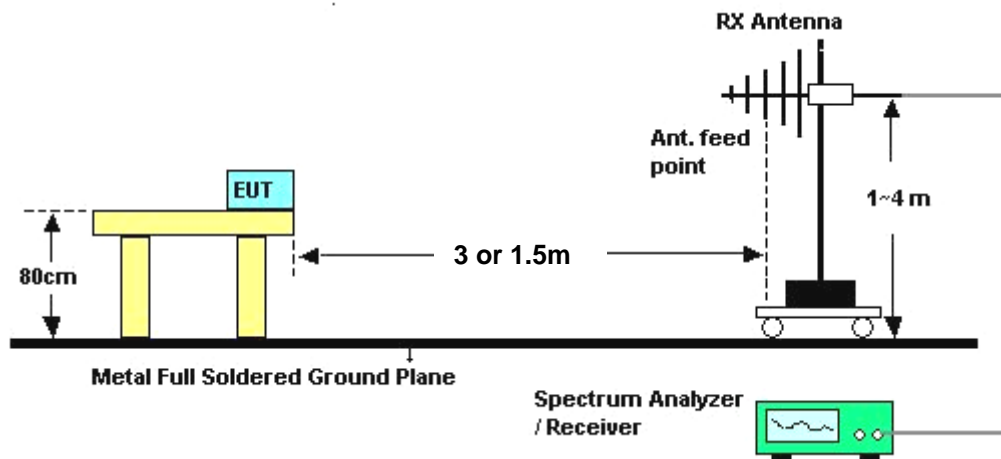 RX Antenna
Ant. feed
point
EUT
1~4 m
3 or 1.5m
80cm
Metal Full Soldered Ground Plane
Spectrum Analyzer
/ Receiver